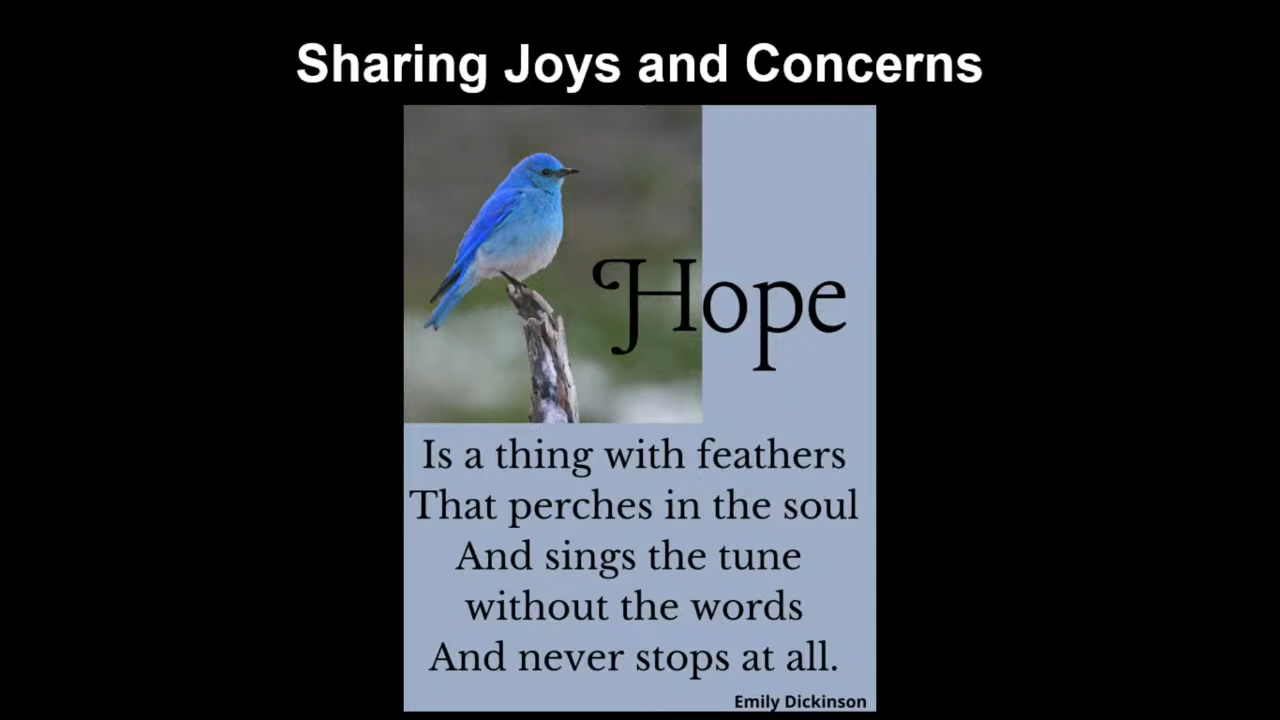 Sharing Joys and Concerns
Hope
Is a thing with feathers
That perches in the soul
And sings the tune
without the words
And never stops at all.
Emily Dickinson